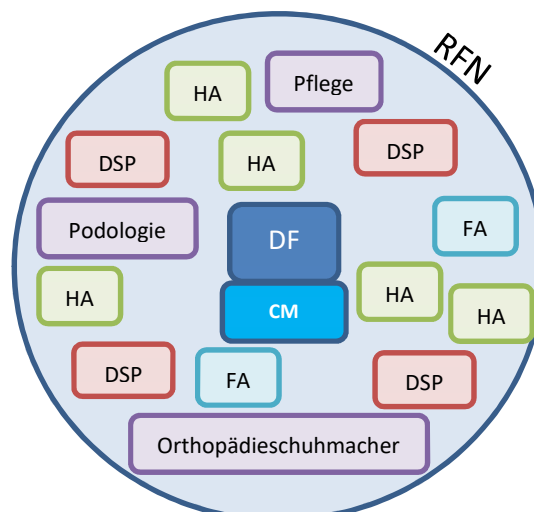 RFN
HA
Pflege
DSP
HA
DSP
Podologie
DF
FA
HA
CM
HA
HA
DSP
FA
DSP
Orthopädieschuhmacher